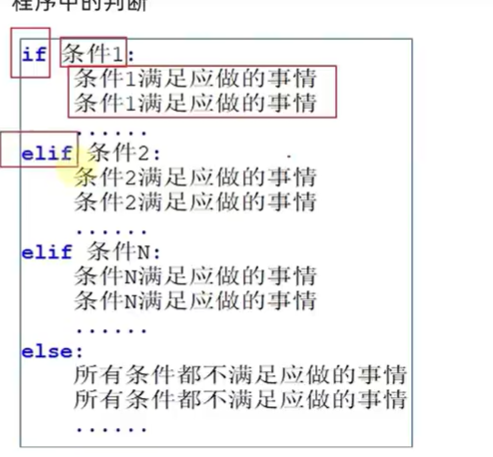 程序中的判断
if 条件1:
条件1满足应做的事情
条件1满足应做的事情
......
elif 条件2:
条件2满足应做的事情
条件2满足应做的事情
......
elif 条件N:
条件N满足应做的事情
条件N满足应做的事情
......
else:
所有条件都不满足应做的事情
所有条件都不满足应做的事情
......